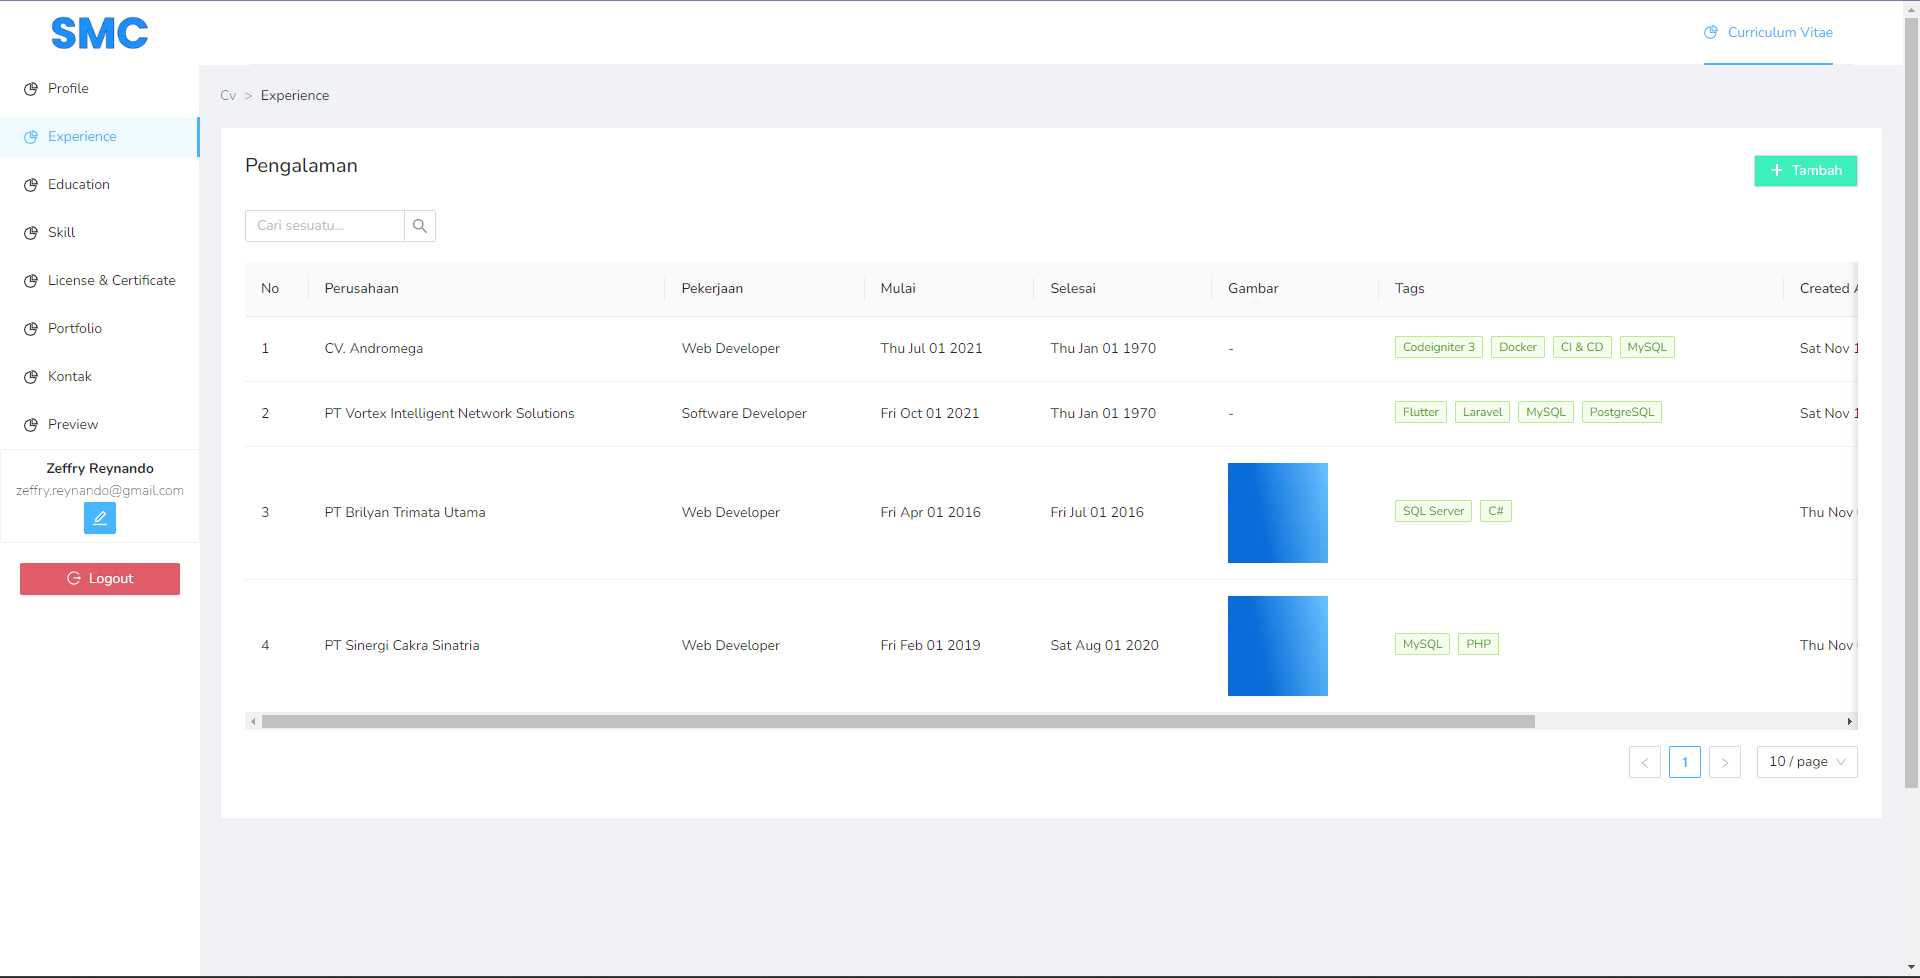 SMC
Curriculum Vitae
Profile
Experience
Education
Skill
License & Certificate
Portfolio
Kontak
Preview
Zeffry Reynando
zeffry.reynando@gmail.com
Logout
Cv > Experience
Pengalaman
+ Tambah
Cari sesuatu...
No Perusahaan Pekerjaan Mulai Selesai Gambar Tags Created
1 CV. Andromega Web Developer Thu Jul 01 2021 Thu Jan 01 1970 - Codeigniter 3 Docker CI & CD MySQL Sat Nov 1
2 PT Vortex Intelligent Network Solutions Software Developer Fri Oct 01 2021 Thu Jan 01 1970 - Flutter Laravel MySQL PostgreSQL Sat Nov 1
3 PT Brilyan Trimata Utama Web Developer Fri Apr 01 2016 Fri Jul 01 2016 SQL Server C# Thu Nov
4 PT Sinergi Cakra Sinatria Web Developer Fri Feb 01 2019 Sat Aug 01 2020 MySQL PHP Thu Nov
< 1 > 10 / page